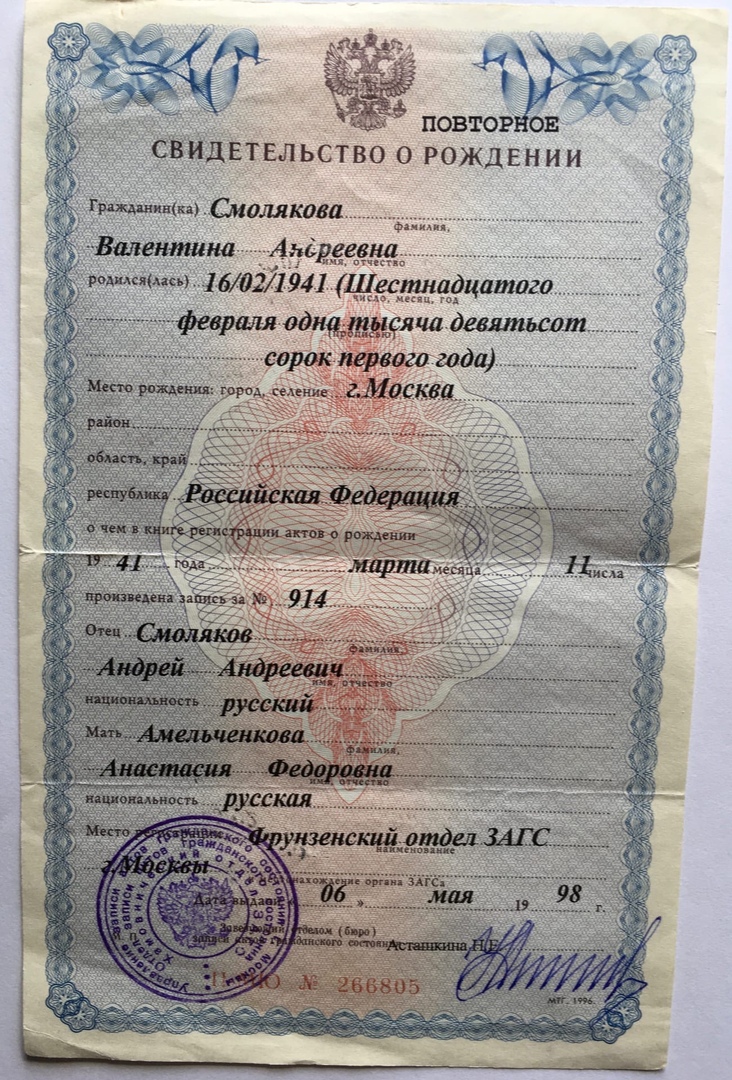 ПОВТОРНОЕ
СВИДЕТЕЛЬСТВО О РОЖДЕНИИ
Гражданин(ка) Смолякова
фамилия,
Валентина Андреевна
имя, отчество
родился(лась) 16/02/1941 (Шестнадцатого
число, месяц, год
февраля одна тысяча девятьсот
(прописью)
сорок первого года)
Место рождения: город, селение г.Москва
район
область, край
республика Российская Федерация
о чем в книге регистрации актов о рождении
19 41 года марта месяца 11 числа
произведена запись за № 914
Отец Смоляков
фамилия,
Андрей Андреевич
имя, отчество
национальность русский
Мать Амельченкова
фамилия,
Анастасия Федоровна
имя, отчество
национальность русская
Место регистрации Фрунзенский отдел ЗАГС
наименование
г.Москвы
местонахождение органа ЗАГСа
Дата выдачи « 06 » мая 19 98 г.
Заведующий отделом (бюро)
записи актов гражданского состояния Асташкина Н.Е.
№ 266805
МТГ. 1996.